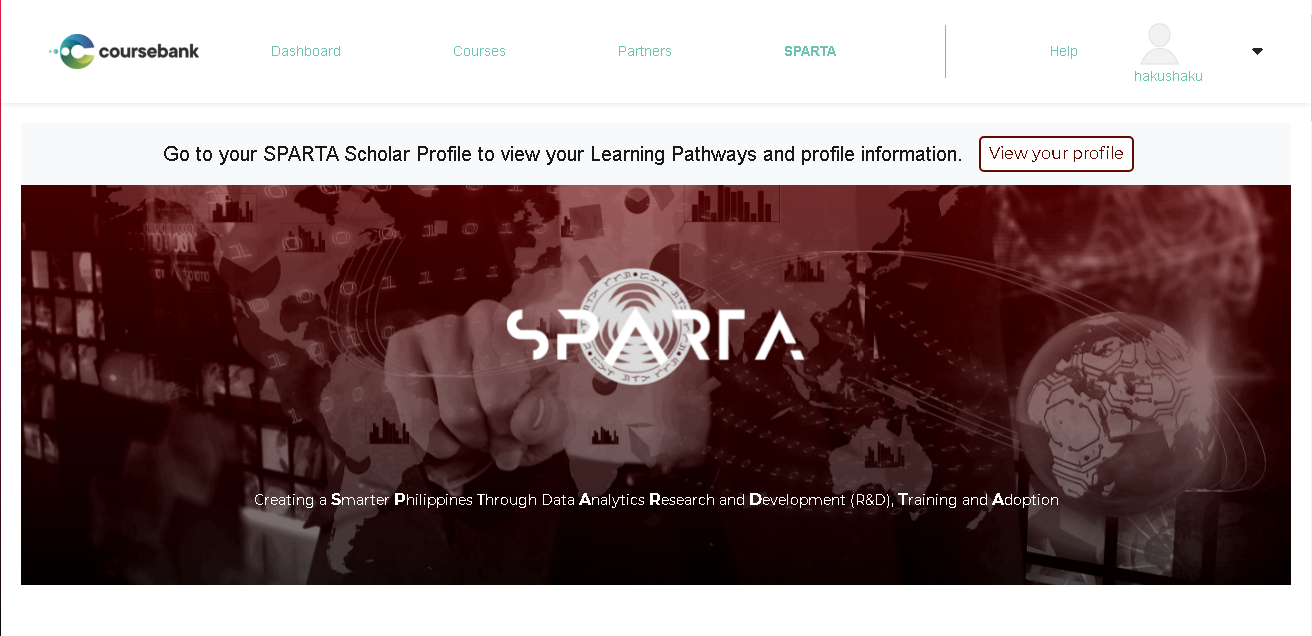 coursebank
Dashboard
Courses
Partners
SPARTA
Help
hakushaku
Go to your SPARTA Scholar Profile to view your Learning Pathways and profile information.
View your profile
SPARTA
Creating a Smarter Philippines Through Data Analytics Research and Development (R&D), Training and Adoption